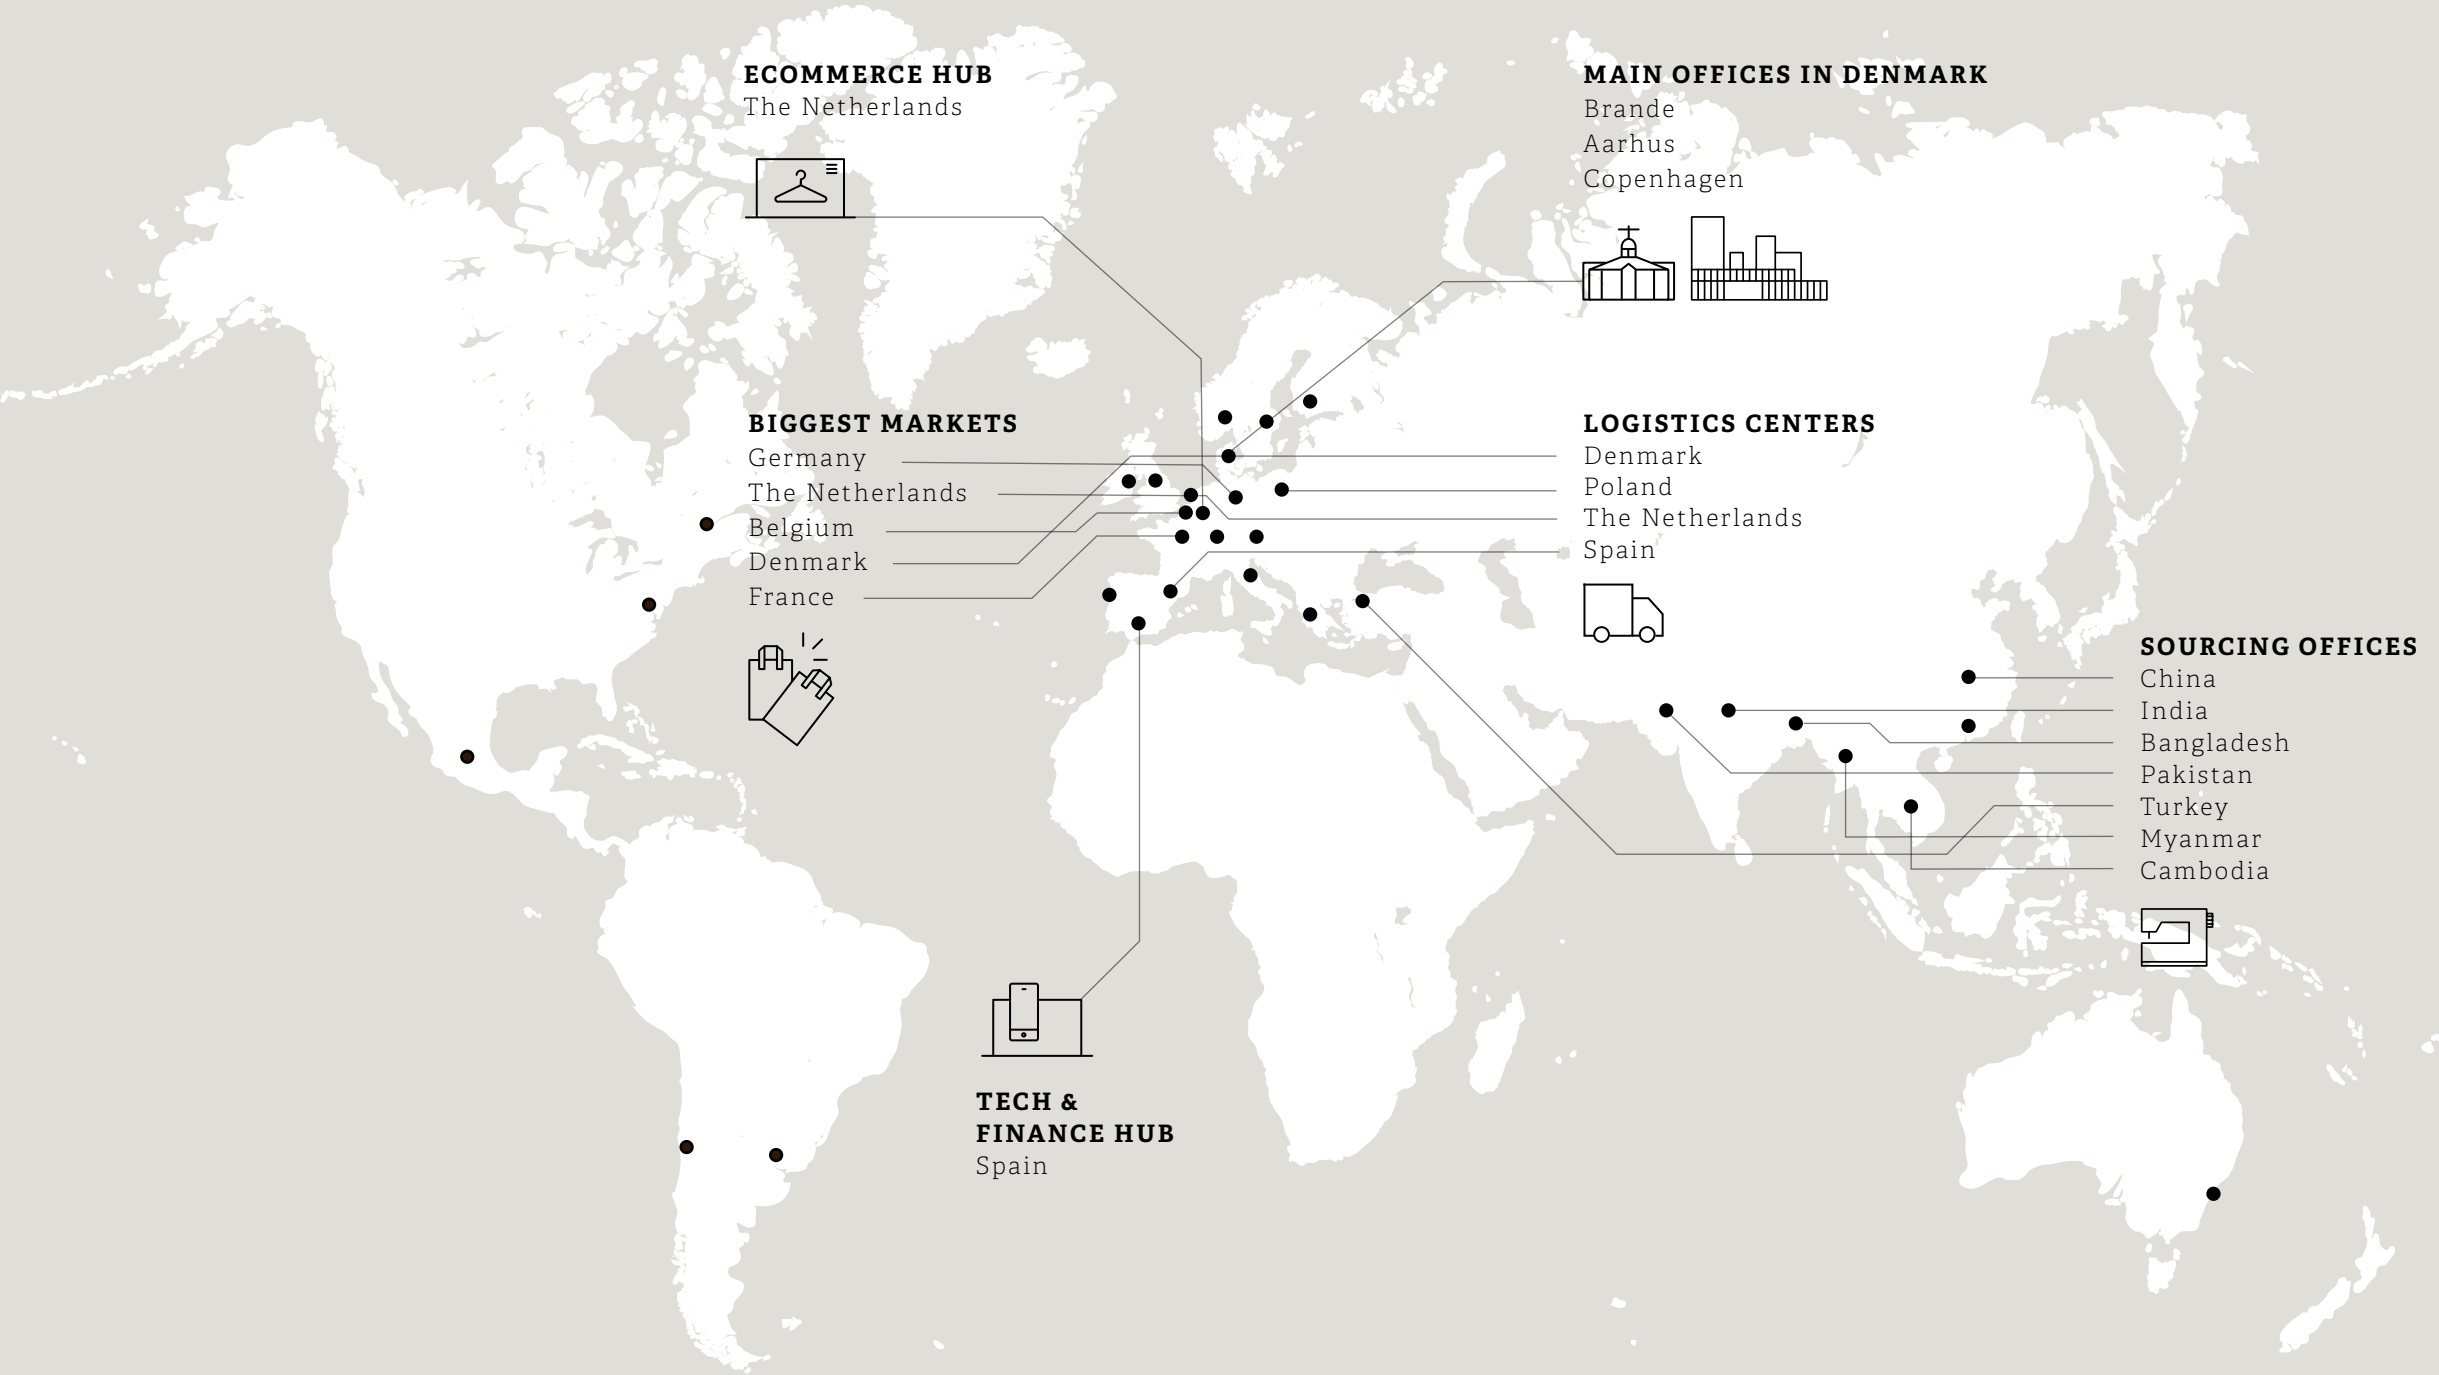 ECOMMERCE HUB
The Netherlands
MAIN OFFICES IN DENMARK
Brande
Aarhus
Copenhagen
BIGGEST MARKETS
Germany
The Netherlands
Belgium
Denmark
France
LOGISTICS CENTERS
Denmark
Poland
The Netherlands
Spain
SOURCING OFFICES
China
India
Bangladesh
Pakistan
Turkey
Myanmar
Cambodia
TECH &
FINANCE HUB
Spain